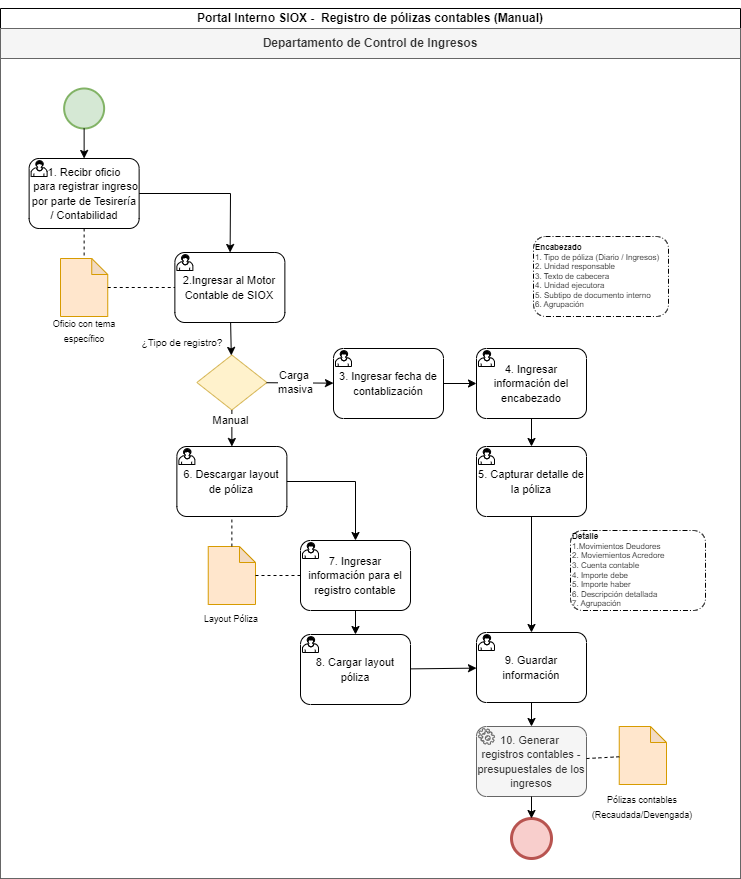 Portal Interno SIOX -  Registro de pólizas contables (Manual)
Departamento de Control de Ingresos
1. Recibr oficio
para registrar ingreso
por parte de Tesirería
/ Contabilidad
Encabezado
1. Tipo de póliza (Diario / Ingresos)
2. Unidad responsable
3. Texto de cabecera
4. Unidad ejecutora
5. Subtipo de documento interno
6. Agrupación
2.Ingresar al Motor
Contable de SIOX
Oficio con tema
específico
¿Tipo de registro?
Carga
masiva
3. Ingresar fecha de
contablización
4. Ingresar
información del
encabezado
Manual
6. Descargar layout
de póliza
5. Capturar detalle de
la póliza
Detalle
1.Movimientos Deudores
2. Moviemientos Acredore
3. Cuenta contable
4. Importe debe
5. Importe haber
6. Descripción detallada
7. Agrupación
7. Ingresar
información para el
registro contable
Layout Póliza
8. Cargar layout
póliza
9. Guardar
información
10. Generar
registros contables -
presupuestales de los
ingresos
Pólizas contables
(Recaudada/Devengada)